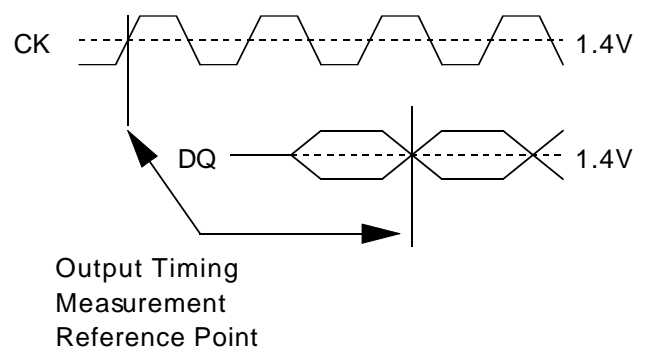 CK 1.4V
DQ 1.4V
Output Timing
Measurement
Reference Point